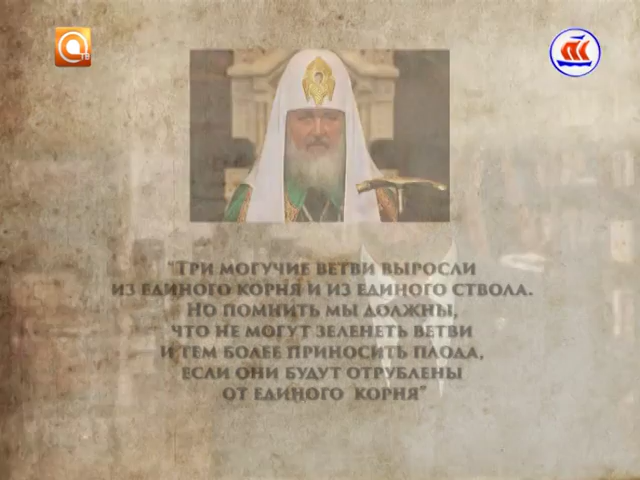 ТВ
"ТРИ МОГУЧИЕ ВЕТВИ ВЫРОСЛИ
ИЗ ЕДИНОГО КОРНЯ И ИЗ ЕДИНОГО СТВОЛА.
НО ПОМНИТЬ МЫ ДОЛЖНЫ,
ЧТО НЕ МОГУТ ЗЕЛЕНЕТЬ ВЕТВИ
И ТЕМ БОЛЕЕ ПРИНОСИТЬ ПЛОДА,
ЕСЛИ ОНИ БУДУТ ОТРУБЛЕНЫ
ОТ ЕДИНОГО КОРНЯ"